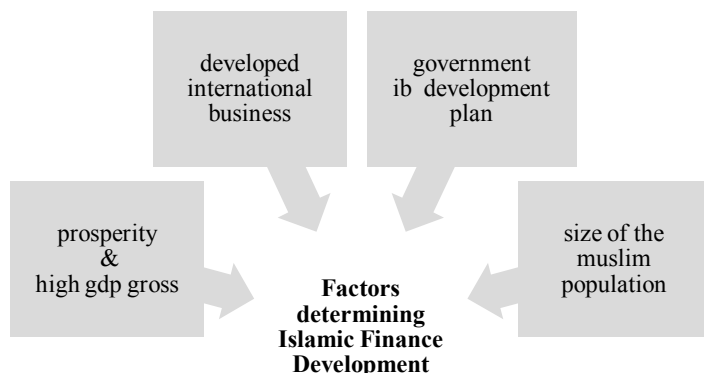 developed
international
business
government
ib development
plan
prosperity
&
high gdp gross
size of the
muslim
population
Factors
determining
Islamic Finance
Development